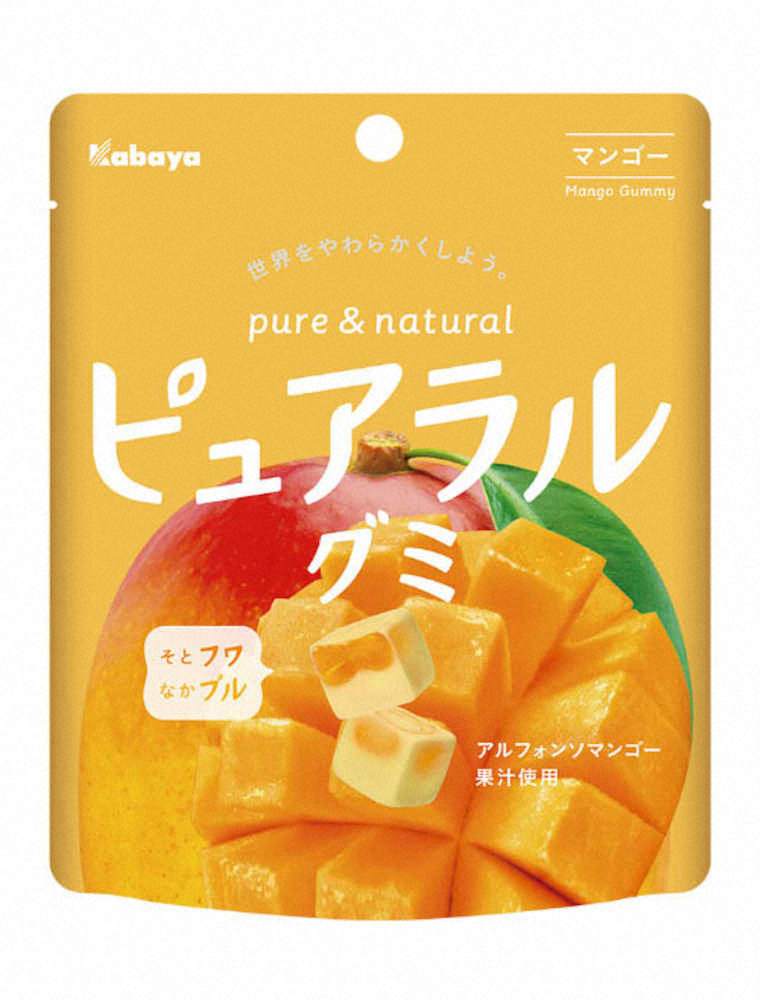 Kabaya
マンゴー
Mango Gummy
世界をやわらかくしよう。
pure & natural
ピュアラル
グミ
そとフワ
なかプル
アルフォンソマンゴー
果汁使用